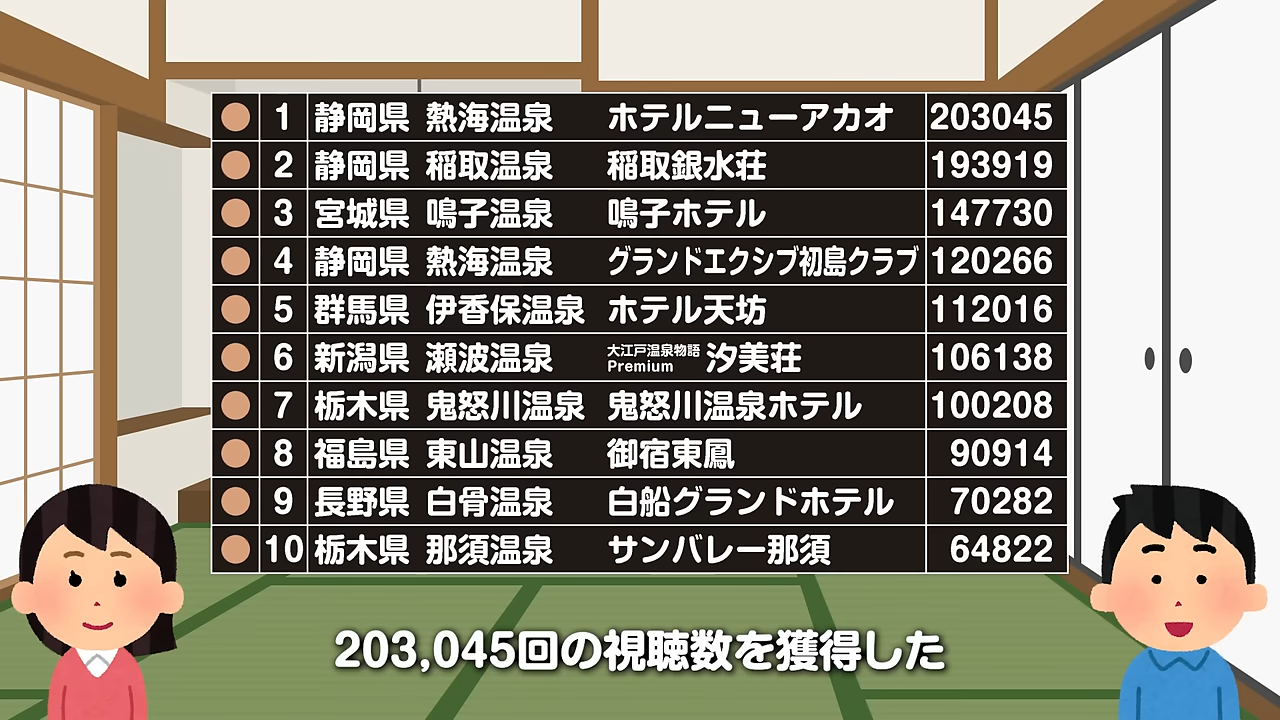 1 静岡県 熱海温泉 ホテルニューアカオ 203045
2 静岡県 稲取温泉 稲取銀水荘 193919
3 宮城県 鳴子温泉 鳴子ホテル 147730
4 静岡県 熱海温泉 グランドエクシブ初島クラブ 120266
5 群馬県 伊香保温泉 ホテル天坊 112016
6 新潟県 瀬波温泉 大江戸温泉物語 Premium 汐美荘 106138
7 栃木県 鬼怒川温泉 鬼怒川温泉ホテル 100208
8 福島県 東山温泉 御宿東鳳 90914
9 長野県 白骨温泉 白船グランドホテル 70282
10 栃木県 那須温泉 サンバレー那須 64822
203,045回の視聴数を獲得した